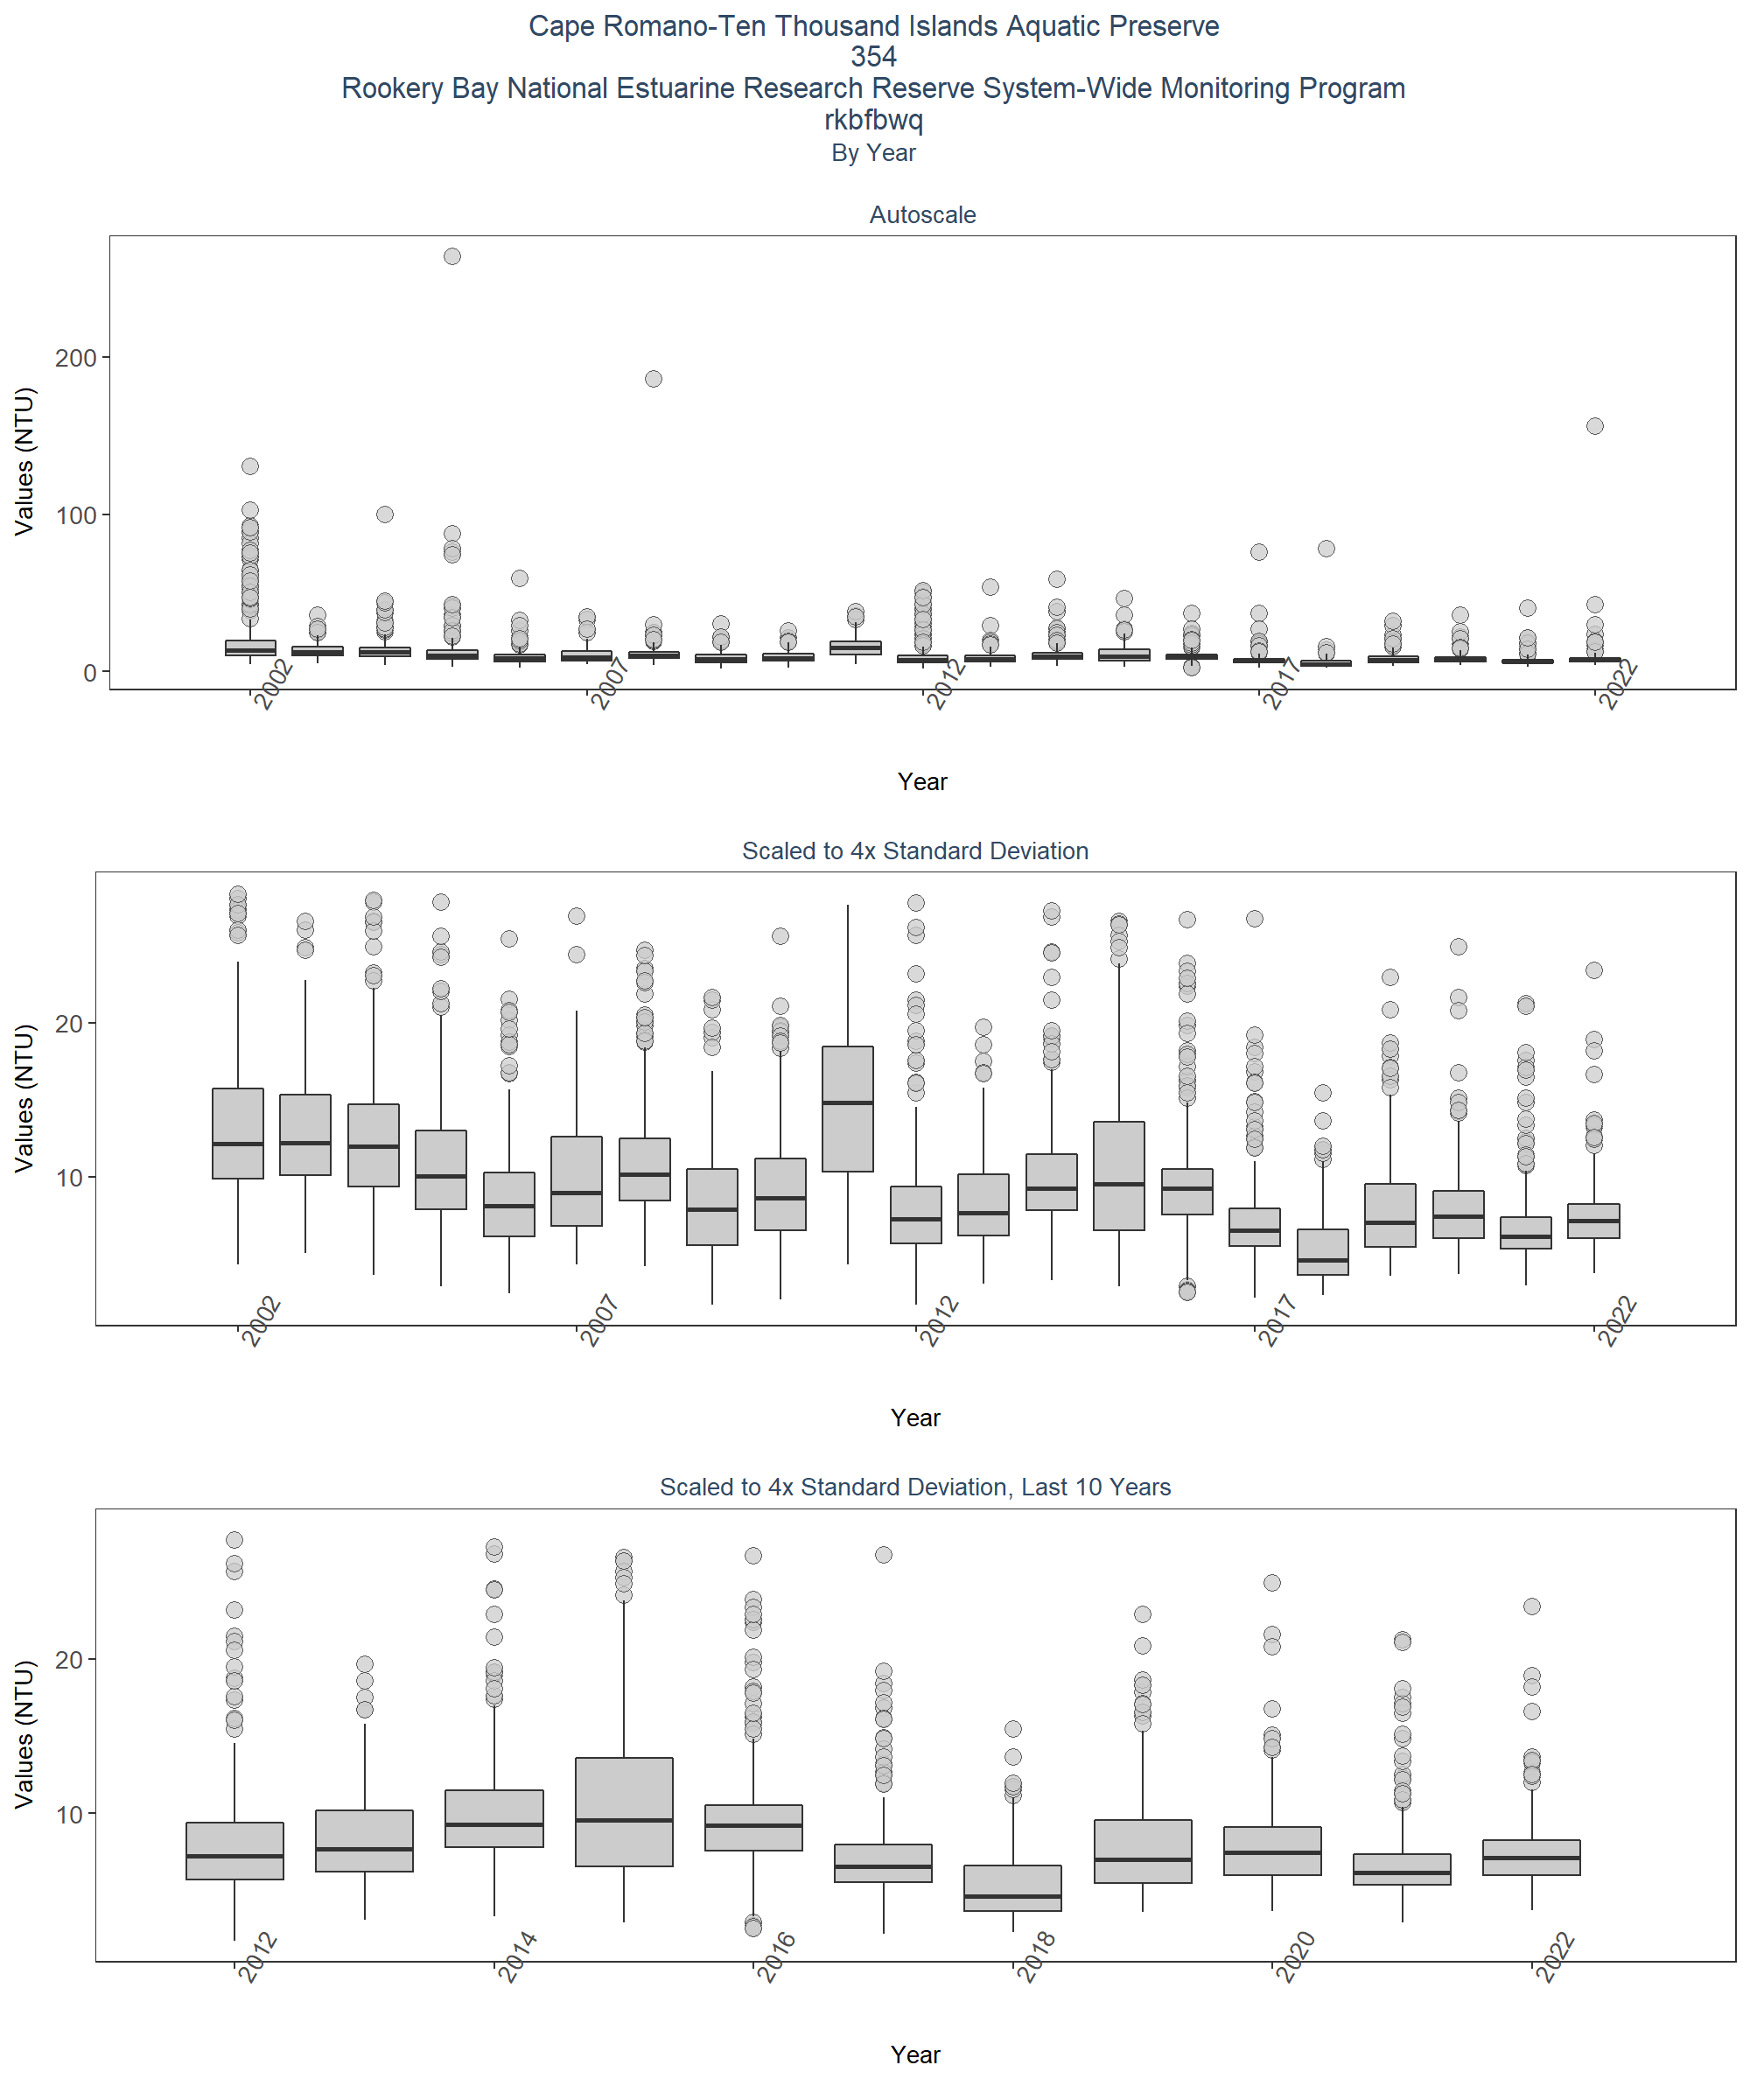 Cape Romano-Ten Thousand Islands Aquatic Preserve
354
Rookery Bay National Estuarine Research Reserve System-Wide Monitoring Program
rkbfbwq
By Year
Autoscale
Values (NTU)
200
100
0
2002
2007
2012
2017
2022
Year
Scaled to 4x Standard Deviation
Values (NTU)
20
10
2002
2007
2012
2017
2022
Year
Scaled to 4x Standard Deviation, Last 10 Years
Values (NTU)
20
10
2012
2014
2016
2018
2020
2022
Year